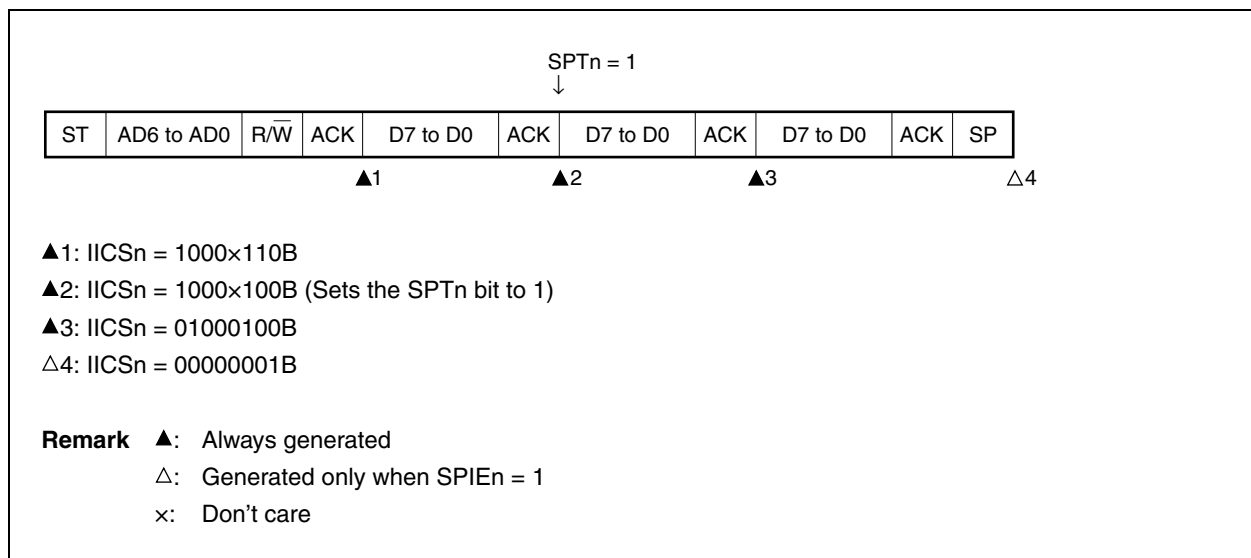 SPTn = 1
↓
ST AD6 to AD0 R/W̅ ACK D7 to D0 ACK D7 to D0 ACK D7 to D0 ACK SP
▲1 ▲2 ▲3 △4
▲1: IICSn = 1000×110B
▲2: IICSn = 1000×100B (Sets the SPTn bit to 1)
▲3: IICSn = 01000100B
△4: IICSn = 00000001B
Remark ▲: Always generated
△: Generated only when SPIEn = 1
×: Don't care